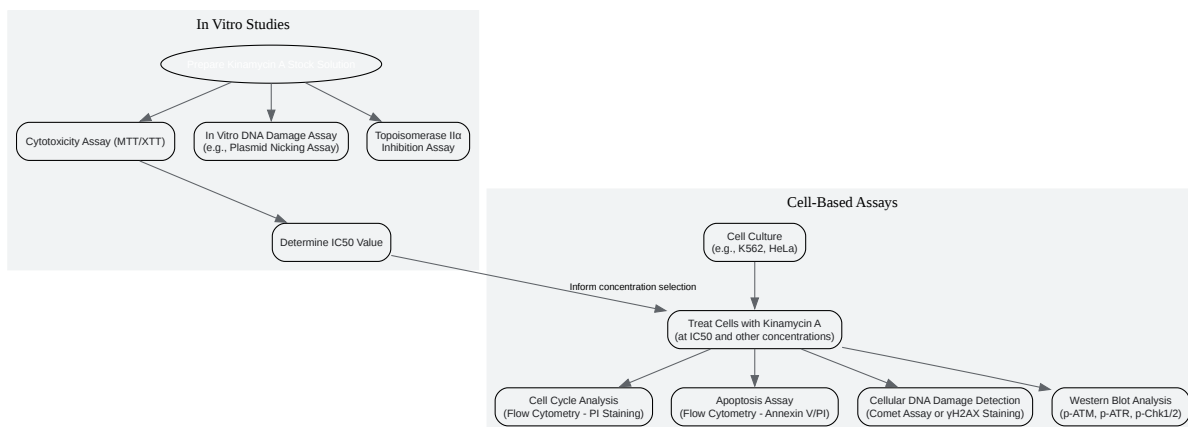 In Vitro Studies
Prepare Kinamycin A Stock Solution
Cytotoxicity Assay (MTT/XTT)
In Vitro DNA Damage Assay
(e.g., Plasmid Nicking Assay)
Topoisomerase IIα
Inhibition Assay
Determine IC50 Value
Cell-Based Assays
Cell Culture
(e.g., K562, HeLa)
Inform concentration selection
Treat Cells with Kinamycin A
(at IC50 and other concentrations)
Cell Cycle Analysis
(Flow Cytometry - PI Staining)
Apoptosis Assay
(Flow Cytometry - Annexin V/PI)
Cellular DNA Damage Detection
(Comet Assay or γH2AX Staining)
Western Blot Analysis
(p-ATM, p-ATR, p-Chk1/2)